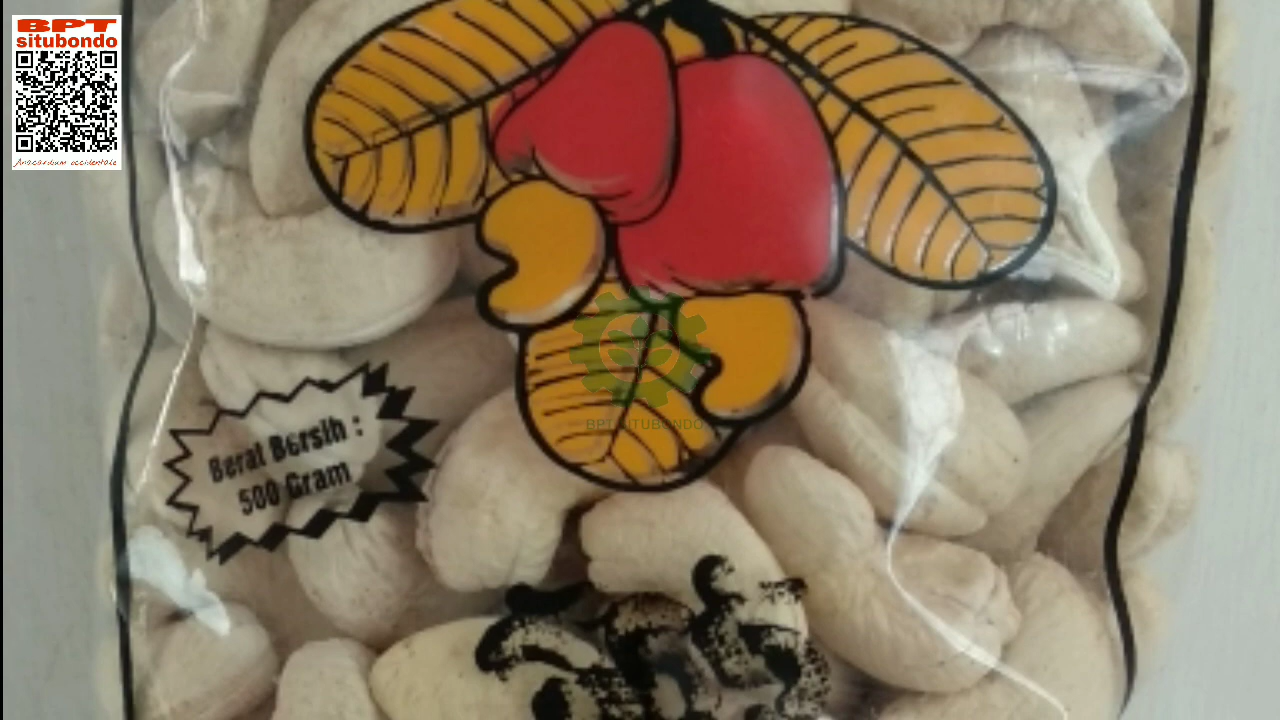 BPT
situbondo
Anacardium occidentale
Berat Bersih :
500 Gram
BPT SITUBONDO